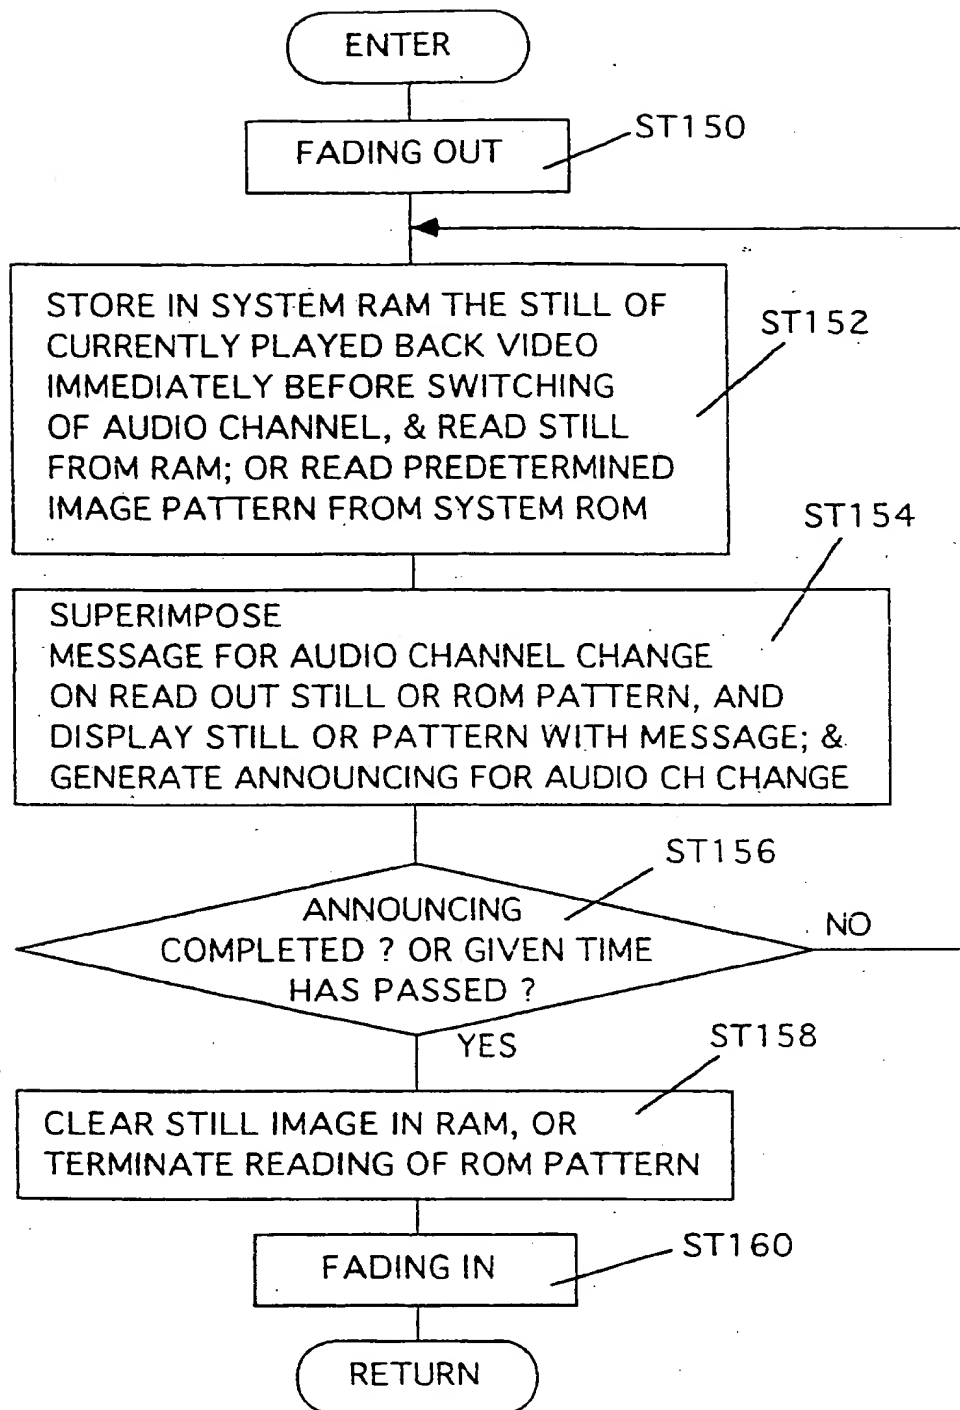 ENTER
FADING OUT
ST150
STORE IN SYSTEM RAM THE STILL OF
CURRENTLY PLAYED BACK VIDEO
IMMEDIATELY BEFORE SWITCHING
OF AUDIO CHANNEL, & READ STILL
FROM RAM; OR READ PREDETERMINED
IMAGE PATTERN FROM SYSTEM ROM
ST152
ST154
SUPERIMPOSE
MESSAGE FOR AUDIO CHANNEL CHANGE
ON READ OUT STILL OR ROM PATTERN, AND
DISPLAY STILL OR PATTERN WITH MESSAGE; &
GENERATE ANNOUNCING FOR AUDIO CH CHANGE
ST156
ANNOUNCING
COMPLETED ? OR GIVEN TIME
HAS PASSED ?
NO
YES
ST158
CLEAR STILL IMAGE IN RAM, OR
TERMINATE READING OF ROM PATTERN
FADING IN
ST160
RETURN